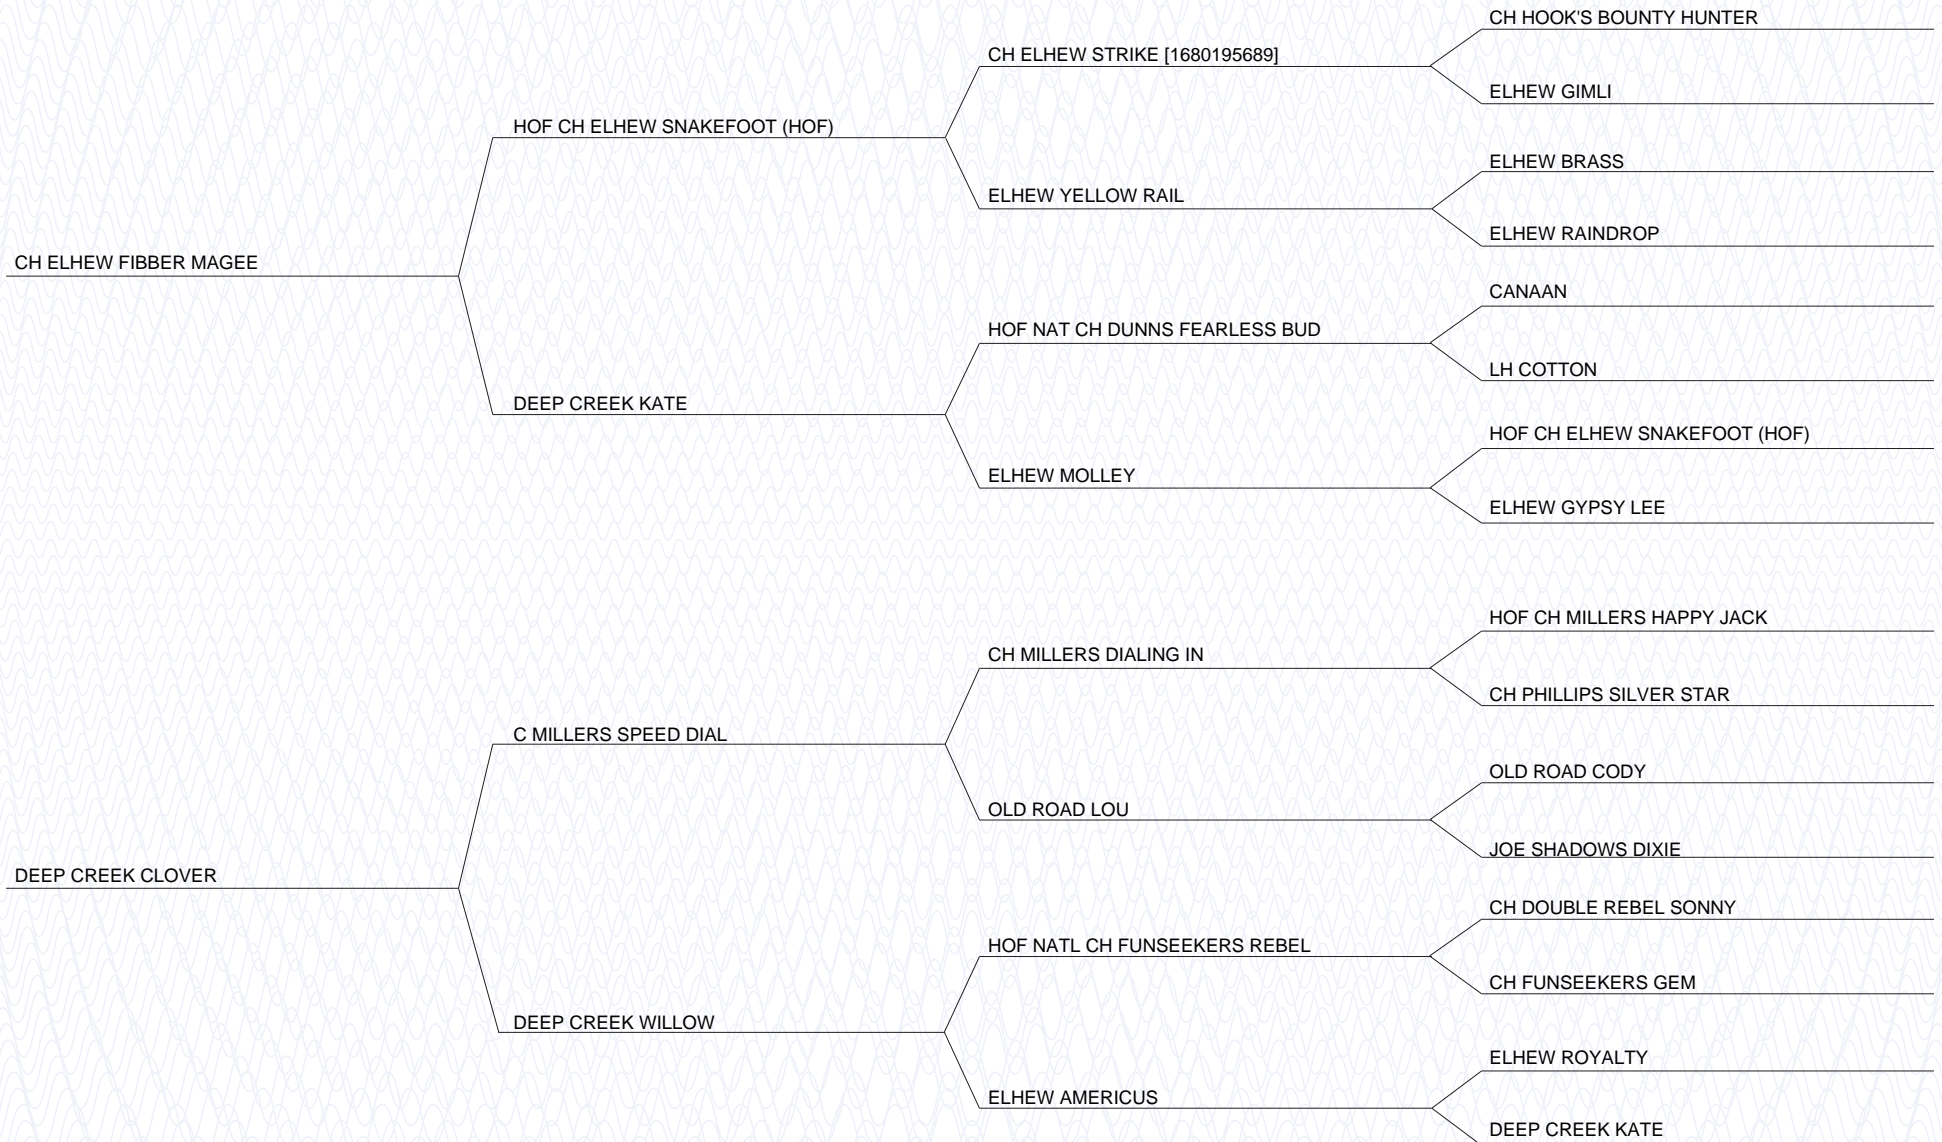 CH HOOK'S BOUNTY HUNTER
CH ELHEW STRIKE [1680195689]
ELHEW GIMLI
HOF CH ELHEW SNAKEFOOT (HOF)
ELHEW BRASS
ELHEW YELLOW RAIL
ELHEW RAINDROP
CH ELHEW FIBBER MAGEE
CANAAN
HOF NAT CH DUNNS FEARLESS BUD
LH COTTON
DEEP CREEK KATE
HOF CH ELHEW SNAKEFOOT (HOF)
ELHEW MOLLEY
ELHEW GYPSY LEE
HOF CH MILLERS HAPPY JACK
CH MILLERS DIALING IN
CH PHILLIPS SILVER STAR
C MILLERS SPEED DIAL
OLD ROAD CODY
OLD ROAD LOU
JOE SHADOWS DIXIE
DEEP CREEK CLOVER
CH DOUBLE REBEL SONNY
HOF NATL CH FUNSEEKERS REBEL
CH FUNSEEKERS GEM
DEEP CREEK WILLOW
ELHEW ROYALTY
ELHEW AMERICUS
DEEP CREEK KATE